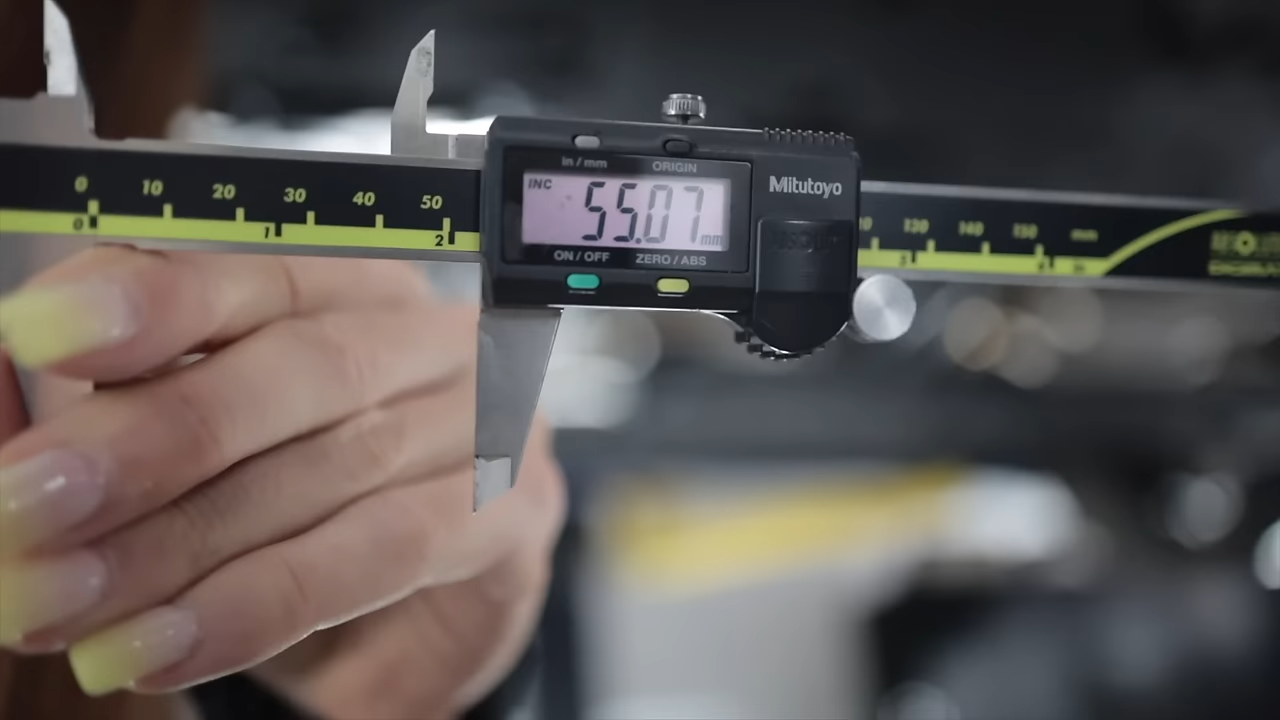 0 10 20 30 40 50
0 1 2
in/mm ORIGIN
INC 55.07 mm
ON/OFF ZERO/ABS
Mitutoyo
130 140 150 mm